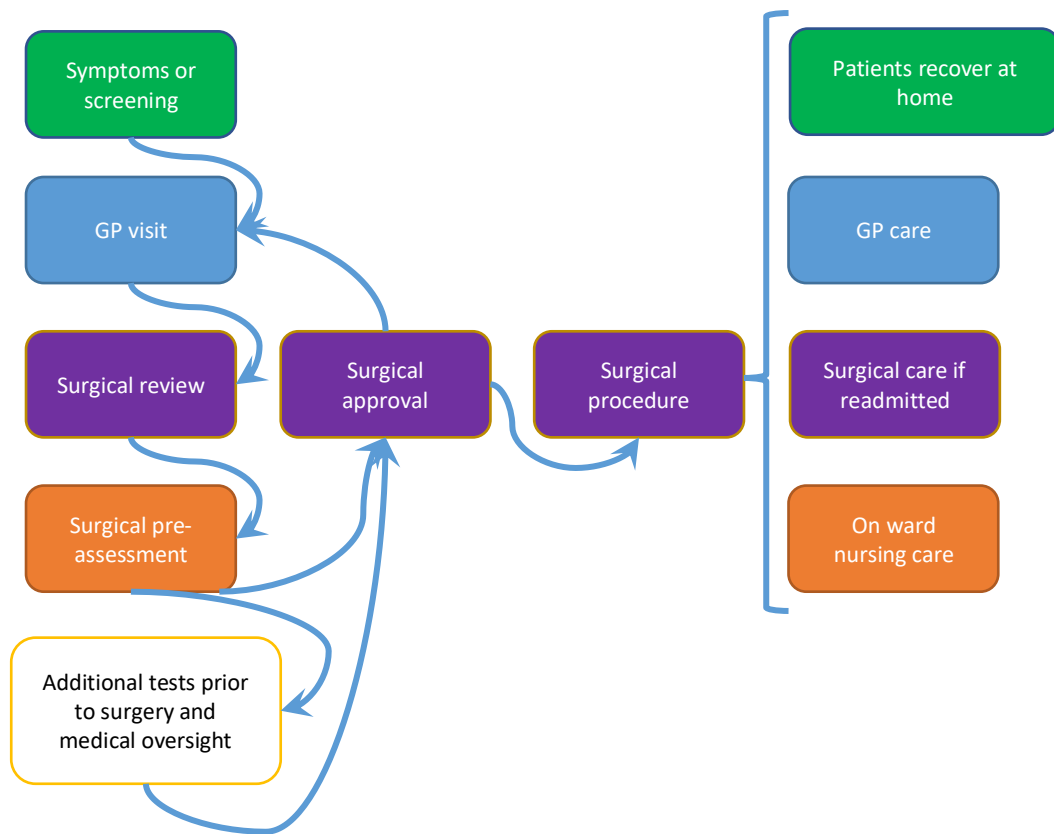 Symptoms or
screening
GP visit
Surgical review
Surgical pre-
assessment
Additional tests prior
to surgery and
medical oversight
Surgical
approval
Surgical
procedure
Patients recover at
home
GP care
Surgical care if
readmitted
On ward
nursing care